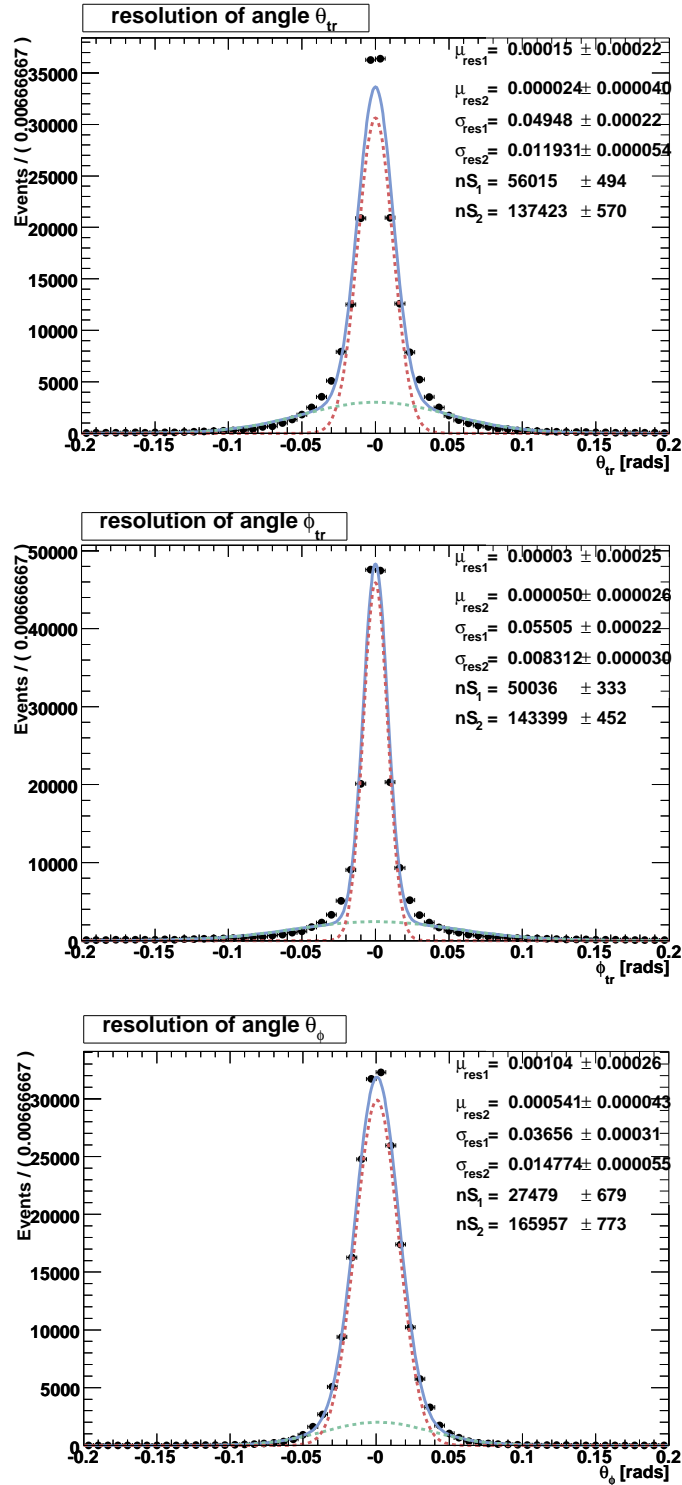 resolution of angle θtr
Events / ( 0.00666667 )
μres1= 0.00015 ± 0.00022
μres2= 0.000024± 0.000040
σres1= 0.04948 ± 0.00022
σres2= 0.011931± 0.000054
nS1 = 56015 ± 494
nS2 = 137423 ± 570
35000
30000
25000
20000
15000
10000
5000
0
-0.2 -0.15 -0.1 -0.05 -0 0.05 0.1 0.15 0.2
θtr [rads]
resolution of angle ϕtr
Events / ( 0.00666667 )
μres1= 0.00003 ± 0.00025
μres2= 0.000050± 0.000026
σres1= 0.05505 ± 0.00022
σres2= 0.008312± 0.000030
nS1 = 50036 ± 333
nS2 = 143399 ± 452
50000
40000
30000
20000
10000
0
-0.2 -0.15 -0.1 -0.05 -0 0.05 0.1 0.15 0.2
ϕtr [rads]
resolution of angle θϕ
Events / ( 0.00666667 )
μres1= 0.00104 ± 0.00026
μres2= 0.000541± 0.000043
σres1= 0.03656 ± 0.00031
σres2= 0.014774± 0.000055
nS1 = 27479 ± 679
nS2 = 165957 ± 773
30000
25000
20000
15000
10000
5000
0
-0.2 -0.15 -0.1 -0.05 -0 0.05 0.1 0.15 0.2
θϕ [rads]